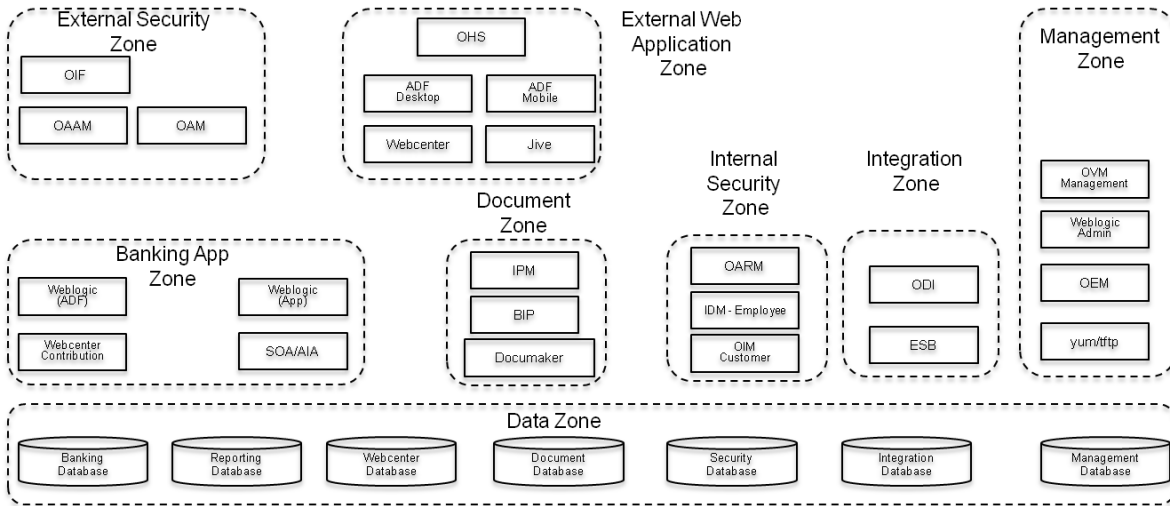 External Security
Zone
OIF
OAAM
OAM
OHS
ADF
Desktop
ADF
Mobile
Webcenter
Jive
External Web
Application
Zone
Management
Zone
OVM
Management
Weblogic
Admin
OEM
yum/tftp
Banking App
Zone
Weblogic
(ADF)
Weblogic
(App)
Webcenter
Contribution
SOA/AIA
Document
Zone
IPM
BIP
Documaker
Internal
Security
Zone
OARM
IDM - Employee
OIM
Customer
Integration
Zone
ODI
ESB
Data Zone
Banking
Database
Reporting
Database
Webcenter
Database
Document
Database
Security
Database
Integration
Database
Management
Database